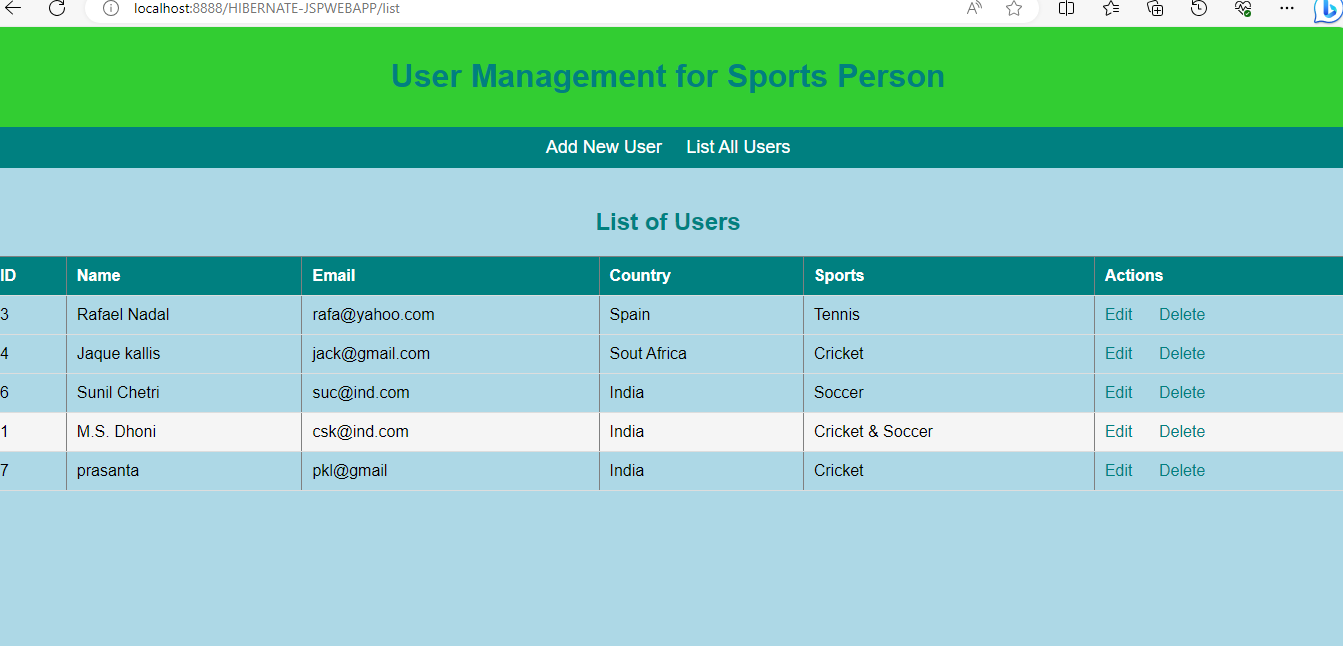 localhost:8888/HIBERNATE-JSPWEBAPP/list
User Management for Sports Person
Add New User List All Users
List of Users
ID Name Email Country Sports Actions
3 Rafael Nadal rafa@yahoo.com Spain Tennis Edit Delete
4 Jaque kallis jack@gmail.com Sout Africa Cricket Edit Delete
6 Sunil Chetri suc@ind.com India Soccer Edit Delete
1 M.S. Dhoni csk@ind.com India Cricket & Soccer Edit Delete
7 prasanta pkl@gmail India Cricket Edit Delete